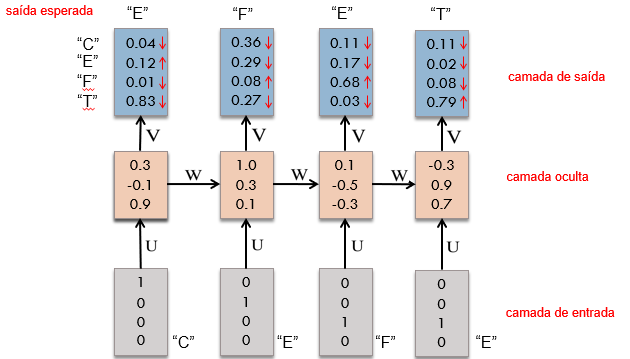 saída esperada "E" "F" "E" "T"
"C" 0.04 ↓ 0.36 ↓ 0.11 ↓ 0.11 ↓
"E" 0.12 ↑ 0.29 ↓ 0.17 ↓ 0.02 ↓
"F" 0.01 ↓ 0.08 ↑ 0.68 ↑ 0.08 ↓
"T" 0.83 ↓ 0.27 ↓ 0.03 ↓ 0.79 ↑
camada de saída
V V V V
0.3 1.0 0.1 -0.3
-0.1 W 0.3 W -0.5 W 0.9
0.9 0.1 -0.3 0.7
camada oculta
U U U U
1 0 0 0
0 1 0 0
0 0 1 1
0 0 0 0
"C" "E" "F" "E"
camada de entrada